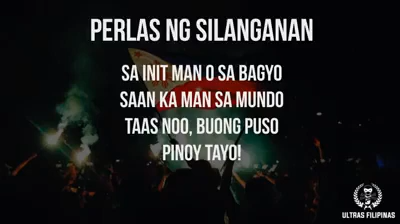 PERLAS NG SILANGANAN
SA INIT MAN O SA BAGYO
SAAN KA MAN SA MUNDO
TAAS NOO, BUONG PUSO
PINOY TAYO!
ULTRAS FILIPINAS